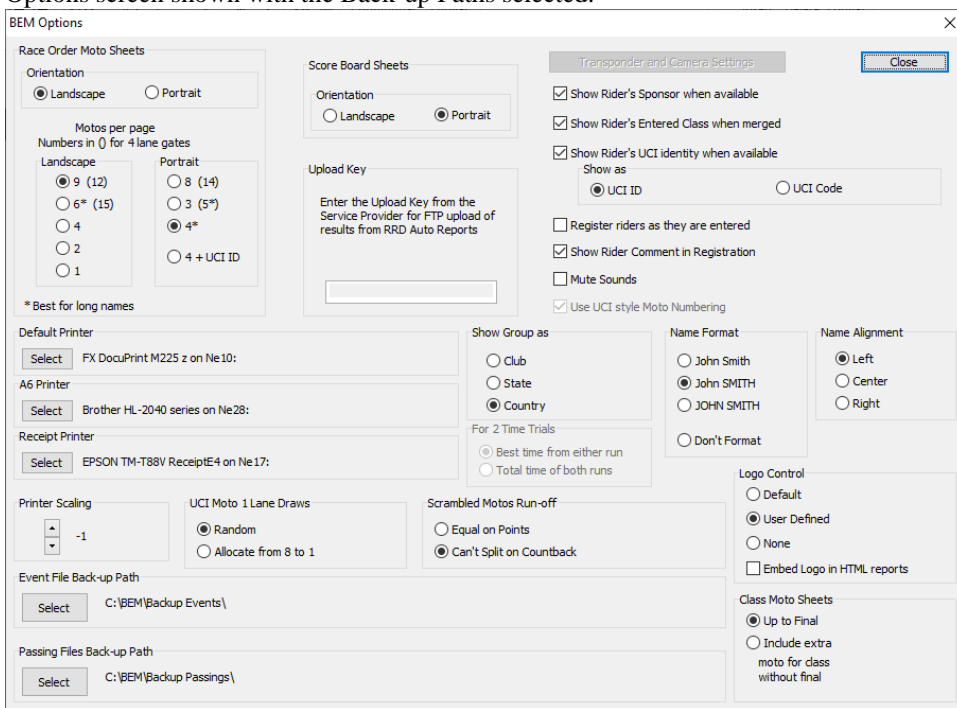 Options screen shown with the Back-up Paths selected.
BEM Options
Race Order Moto Sheets
Orientation
Landscape
Portrait
Motos per page
Numbers in () for 4 lane gates
Landscape
9 (12)
6* (15)
4
2
1
Portrait
8 (14)
3 (5*)
4*
4 + UCI ID
* Best for long names
Score Board Sheets
Orientation
Landscape
Portrait
Upload Key
Enter the Upload Key from the
Service Provider for FTP upload of
results from RRD Auto Reports
Transponder and Camera Settings
Close
Show Rider's Sponsor when available
Show Rider's Entered Class when merged
Show Rider's UCI identity when available
Show as
UCI ID
UCI Code
Register riders as they are entered
Show Rider Comment in Registration
Mute Sounds
Use UCI style Moto Numbering
Default Printer
Select
FX DocuPrint M225 z on Ne10:
A6 Printer
Select
Brother HL-2040 series on Ne28:
Receipt Printer
Select
EPSON TM-T88V ReceiptE4 on Ne17:
Show Group as
Club
State
Country
For 2 Time Trials
Best time from either run
Total time of both runs
Name Format
John Smith
John SMITH
JOHN SMITH
Don't Format
Name Alignment
Left
Center
Right
Printer Scaling
-1
UCI Moto 1 Lane Draws
Random
Allocate from 8 to 1
Scrambled Motos Run-off
Equal on Points
Can't Split on Countback
Logo Control
Default
User Defined
None
Embed Logo in HTML reports
Event File Back-up Path
Select
C:\BEM\Backup Events\
Passing Files Back-up Path
Select
C:\BEM\Backup Passings\
Class Moto Sheets
Up to Final
Include extra
moto for class
without final